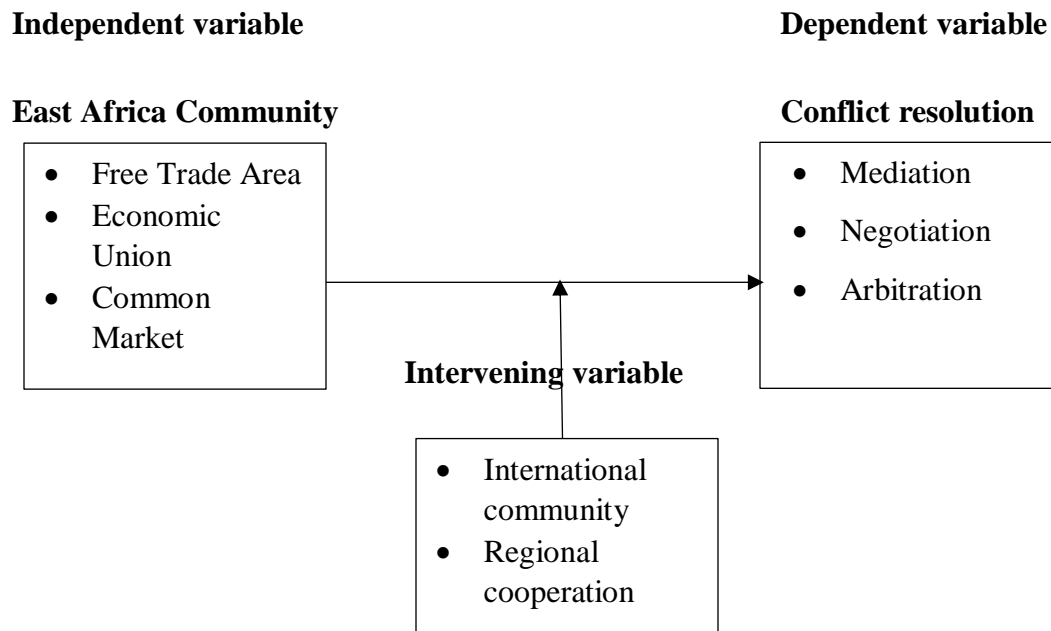 Independent variable
Dependent variable
East Africa Community
Conflict resolution
• Free Trade Area
• Economic
Union
• Common
Market
• Mediation
• Negotiation
• Arbitration
Intervening variable
• International
community
• Regional
cooperation